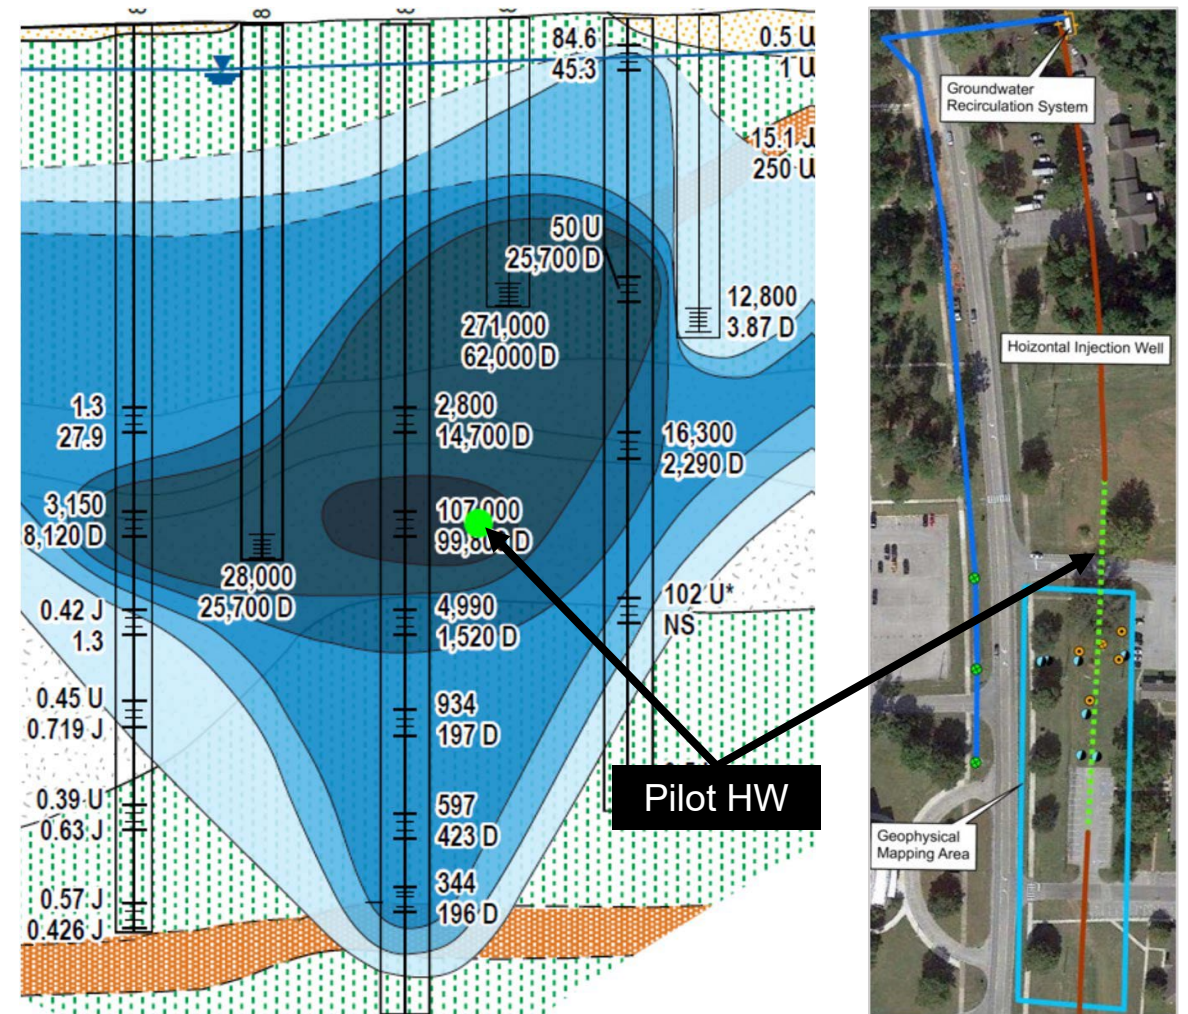 84.6
45.3
0.5 U
1 U
15.1 J
250 U
50 U
25,700 D
12,800
3.87 D
271,000
62,000 D
1.3
27.9
2,800
14,700 D
16,300
2,290 D
3,150
8,120 D
107,000
28,000
25,700 D
0.42 J
1.3
4,990
1,520 D
102 U*
NS
0.45 U
0.719 J
934
197 D
0.39 U
0.63 J
597
423 D
0.57 J
0.426 J
344
196 D
Pilot HW
Groundwater
Recirculation System
Hoizontal Injection Well
Geophysical
Mapping Area